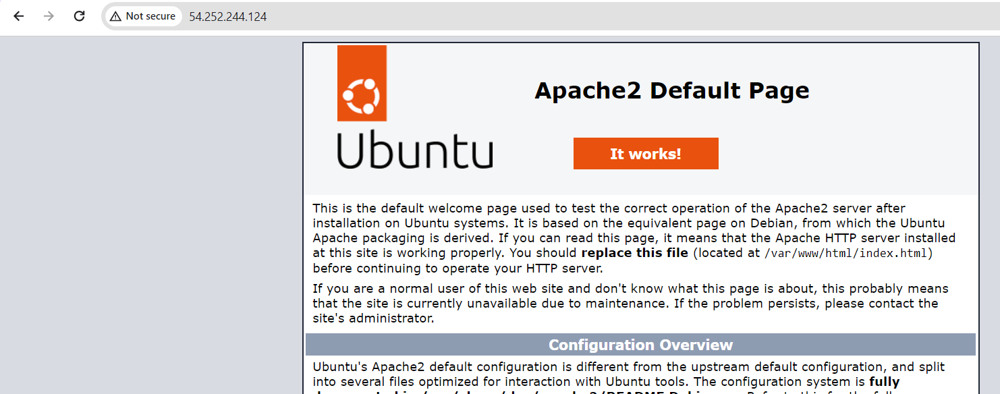 Not secure 54.252.244.124
Apache2 Default Page
Ubuntu
It works!
This is the default welcome page used to test the correct operation of the Apache2 server after
installation on Ubuntu systems. It is based on the equivalent page on Debian, from which the Ubuntu
Apache packaging is derived. If you can read this page, it means that the Apache HTTP server installed
at this site is working properly. You should replace this file (located at /var/www/html/index.html)
before continuing to operate your HTTP server.
If you are a normal user of this web site and don't know what this page is about, this probably means
that the site is currently unavailable due to maintenance. If the problem persists, please contact the
site's administrator.
Configuration Overview
Ubuntu's Apache2 default configuration is different from the upstream default configuration, and split
into several files optimized for interaction with Ubuntu tools. The configuration system is fully